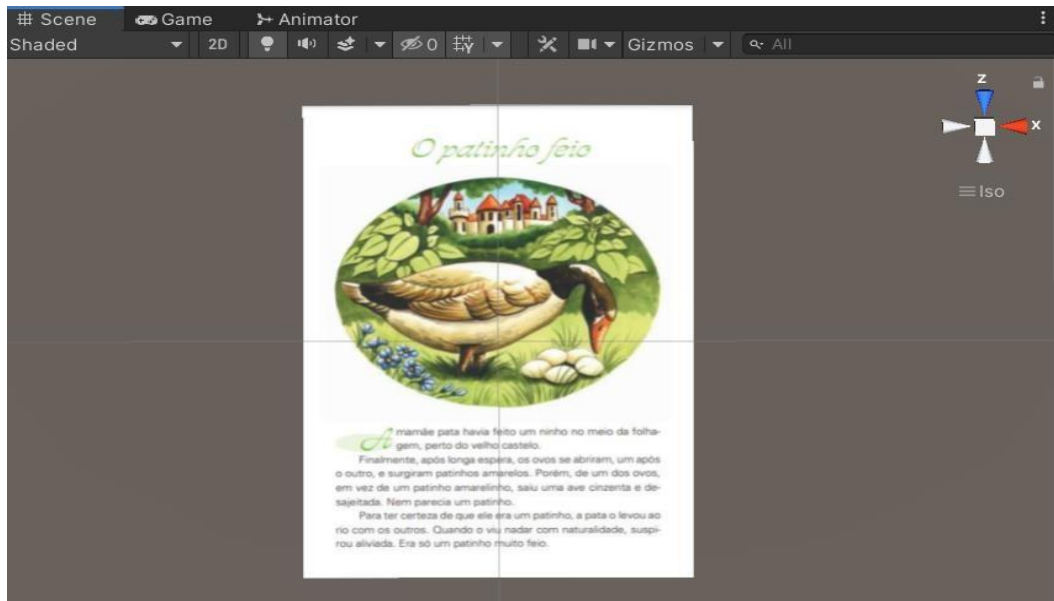 Scene Game Animator
Shaded 2D 0 Gizmos All
z
x
Iso
O patinho feio
A mamãe pata havia feito um ninho no meio da folha-
gem, perto do velho castelo.
Finalmente, após longa espera, os ovos se abriram, um após
o outro, e surgiram patinhos amarelos. Porém, de um dos ovos,
em vez de um patinho amarelinho, saiu uma ave cinzenta e de-
sajeitada. Nem parecia um patinho.
Para ter certeza de que ele era um patinho, a pata o levou ao
rio com os outros. Quando o viu nadar com naturalidade, suspi-
rou aliviada. Era só um patinho muito feio.